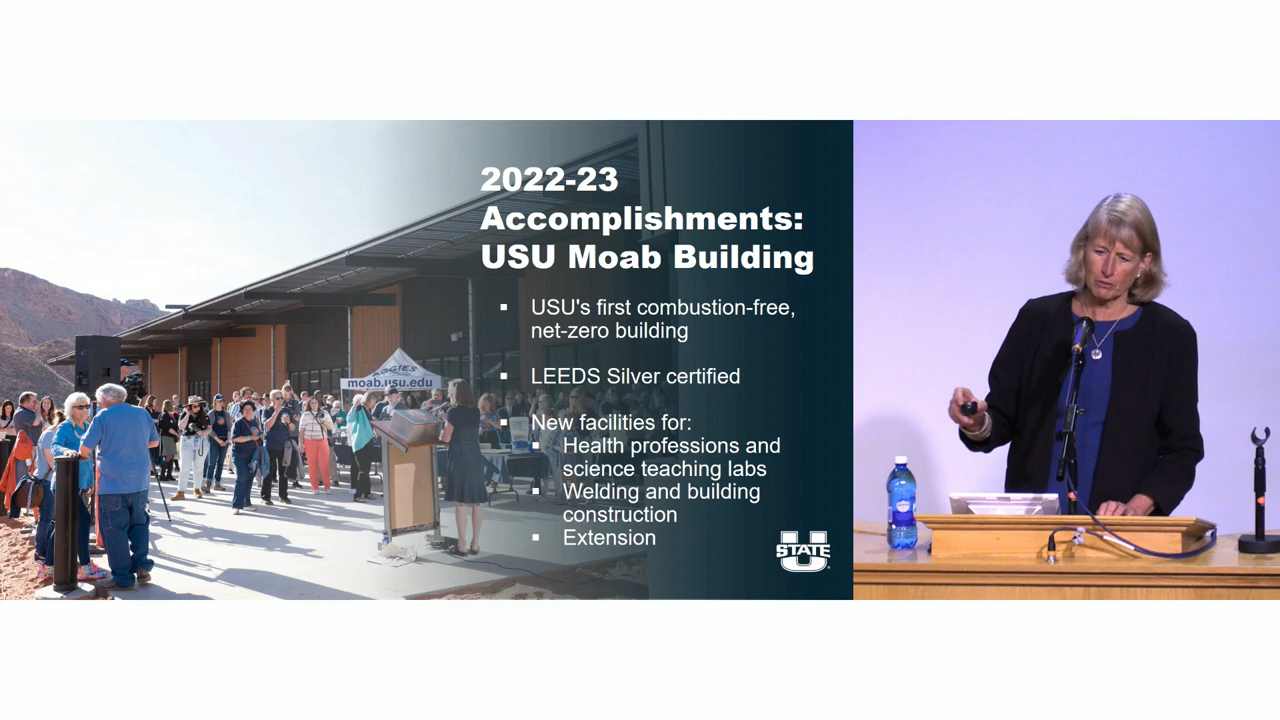 2022-23
Accomplishments:
USU Moab Building
▪ USU's first combustion-free,
net-zero building
▪ LEEDS Silver certified
▪ New facilities for:
▪ Health professions and
science teaching labs
▪ Welding and building
construction
▪ Extension
AGGIES
moab.usu.edu
STATE